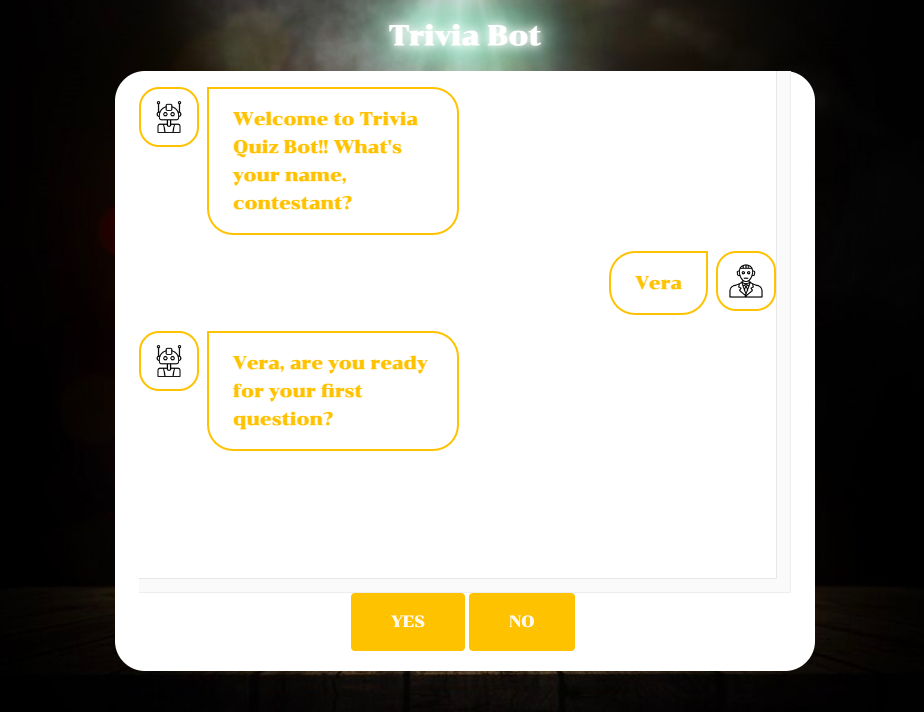 Trivia Bot
Welcome to Trivia
Quiz Bot!! What's
your name,
contestant?
Vera
Vera, are you ready
for your first
question?
YES
NO